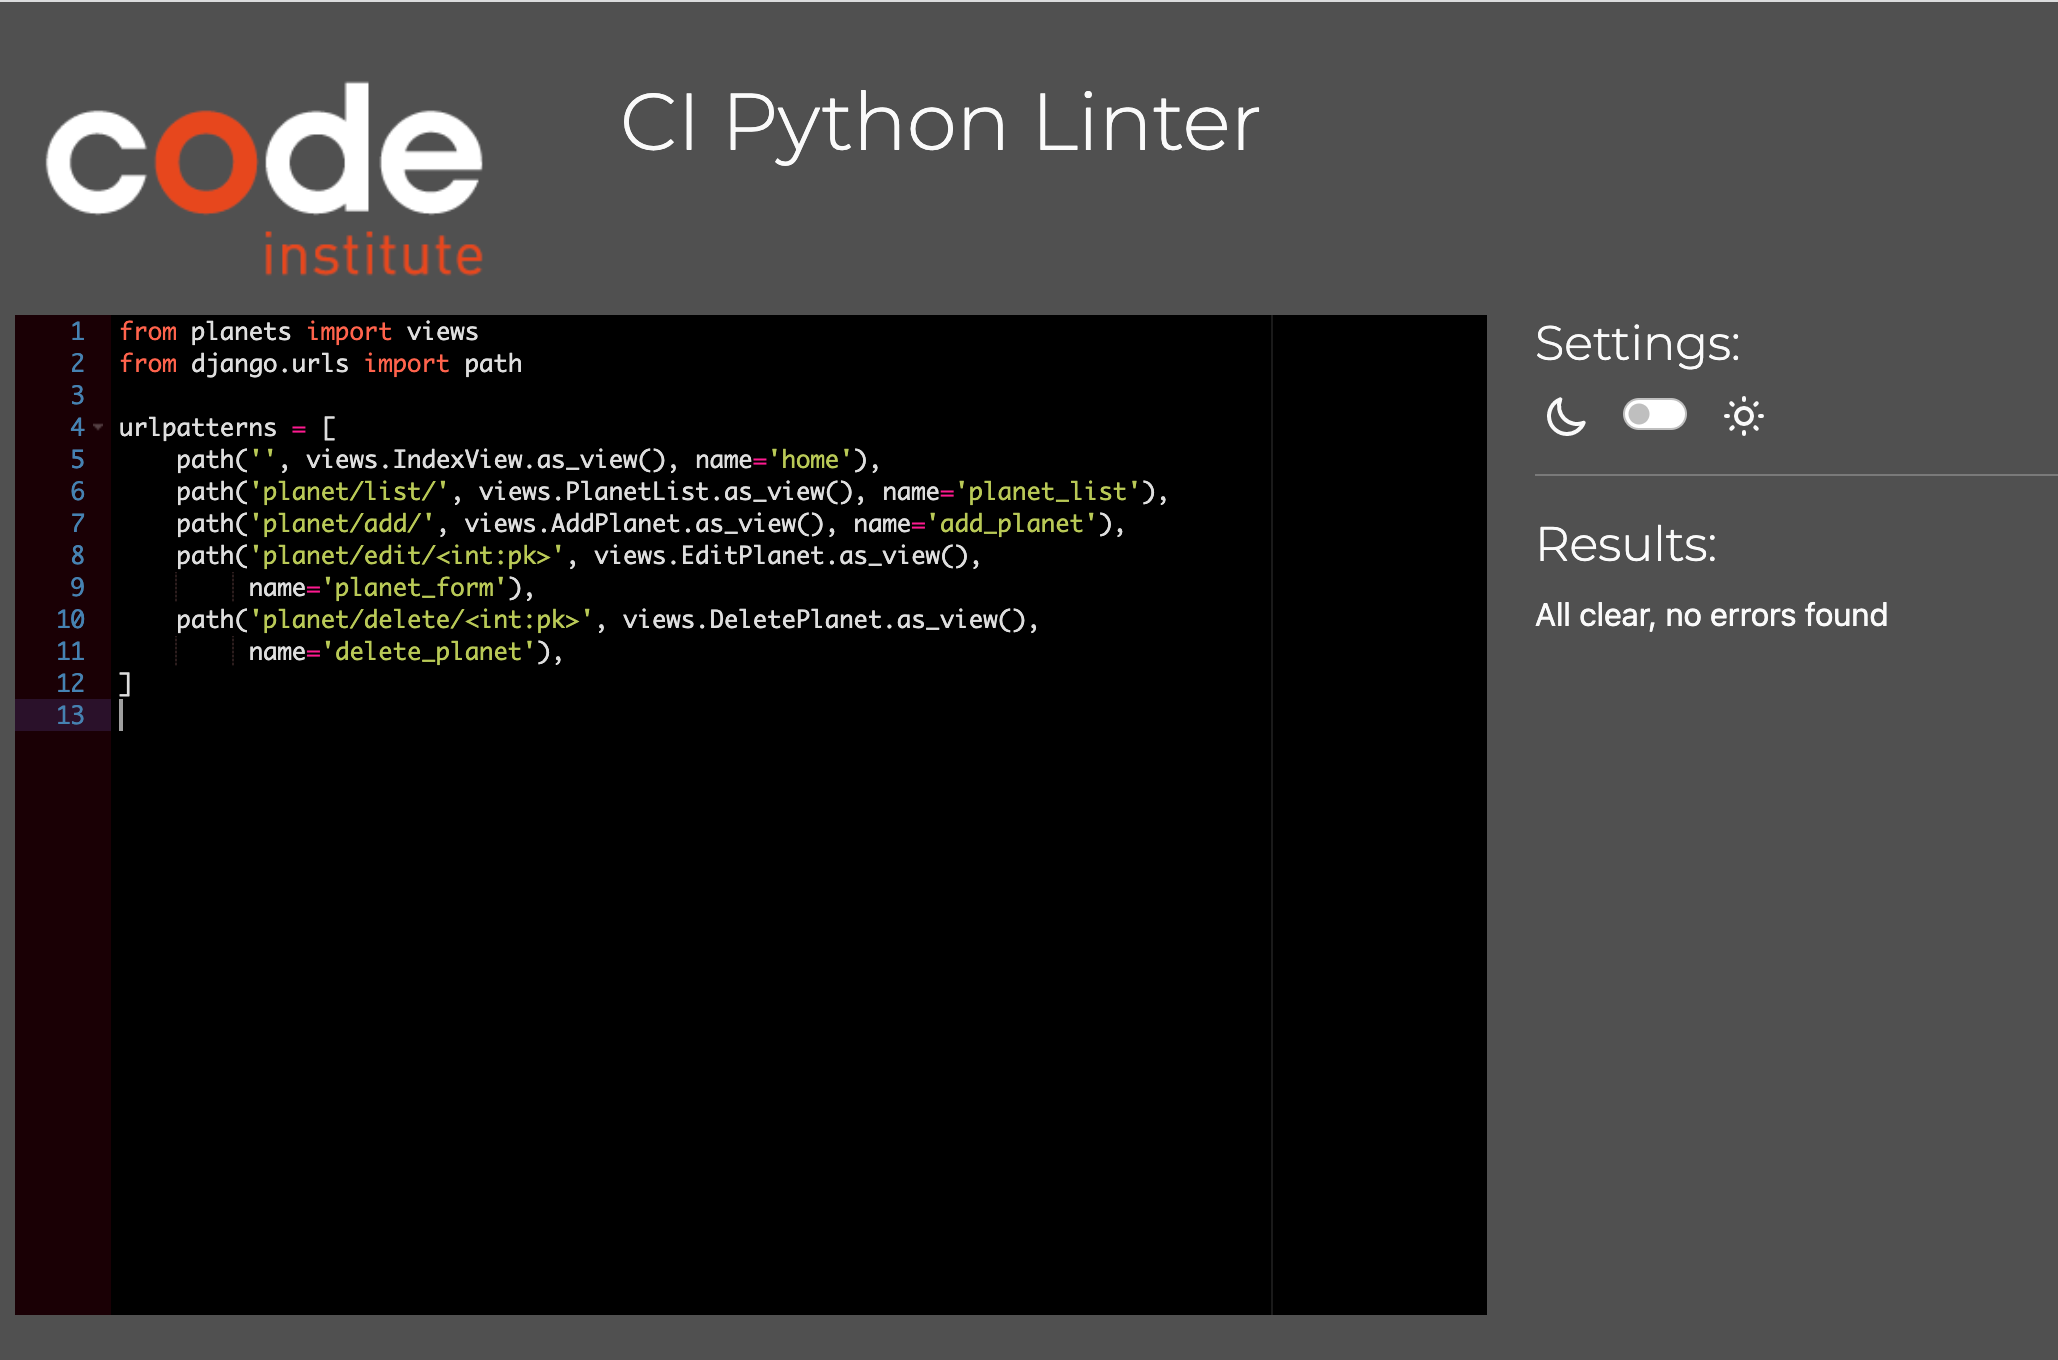 code
institute
CI Python Linter
1 from planets import views
2 from django.urls import path
3
4 urlpatterns = [
5     path('', views.IndexView.as_view(), name='home'),
6     path('planet/list/', views.PlanetList.as_view(), name='planet_list'),
7     path('planet/add/', views.AddPlanet.as_view(), name='add_planet'),
8     path('planet/edit/<int:pk>', views.EditPlanet.as_view(),
9          name='planet_form'),
10     path('planet/delete/<int:pk>', views.DeletePlanet.as_view(),
11          name='delete_planet'),
12 ]
13
Settings:
Results:
All clear, no errors found